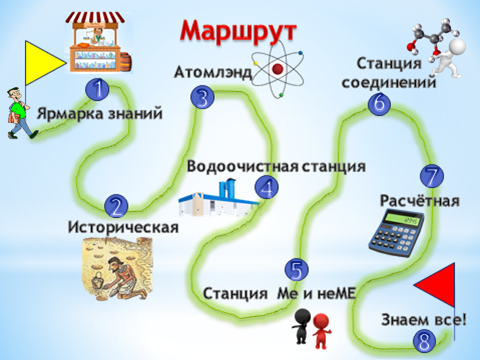 Маршрут
1
Ярмарка знаний
2
Историческая
3
Атомлэнд
4
Водоочистная станция
5
Станция Ме и неМЕ
6
Станция
соединений
7
Расчётная
8
Знаем все!